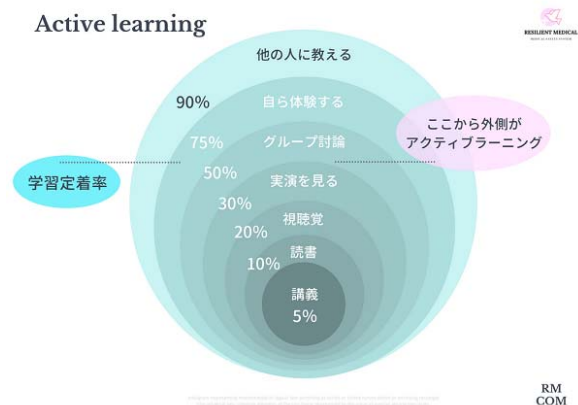 Active learning
RESILIENT MEDICAL
他の人に教える
90%
自ら体験する
ここから外側が
アクティブラーニング
75%
グループ討論
50%
実演を見る
学習定着率
30%
視聴覚
20%
読書
10%
講義
5%
RM
COM